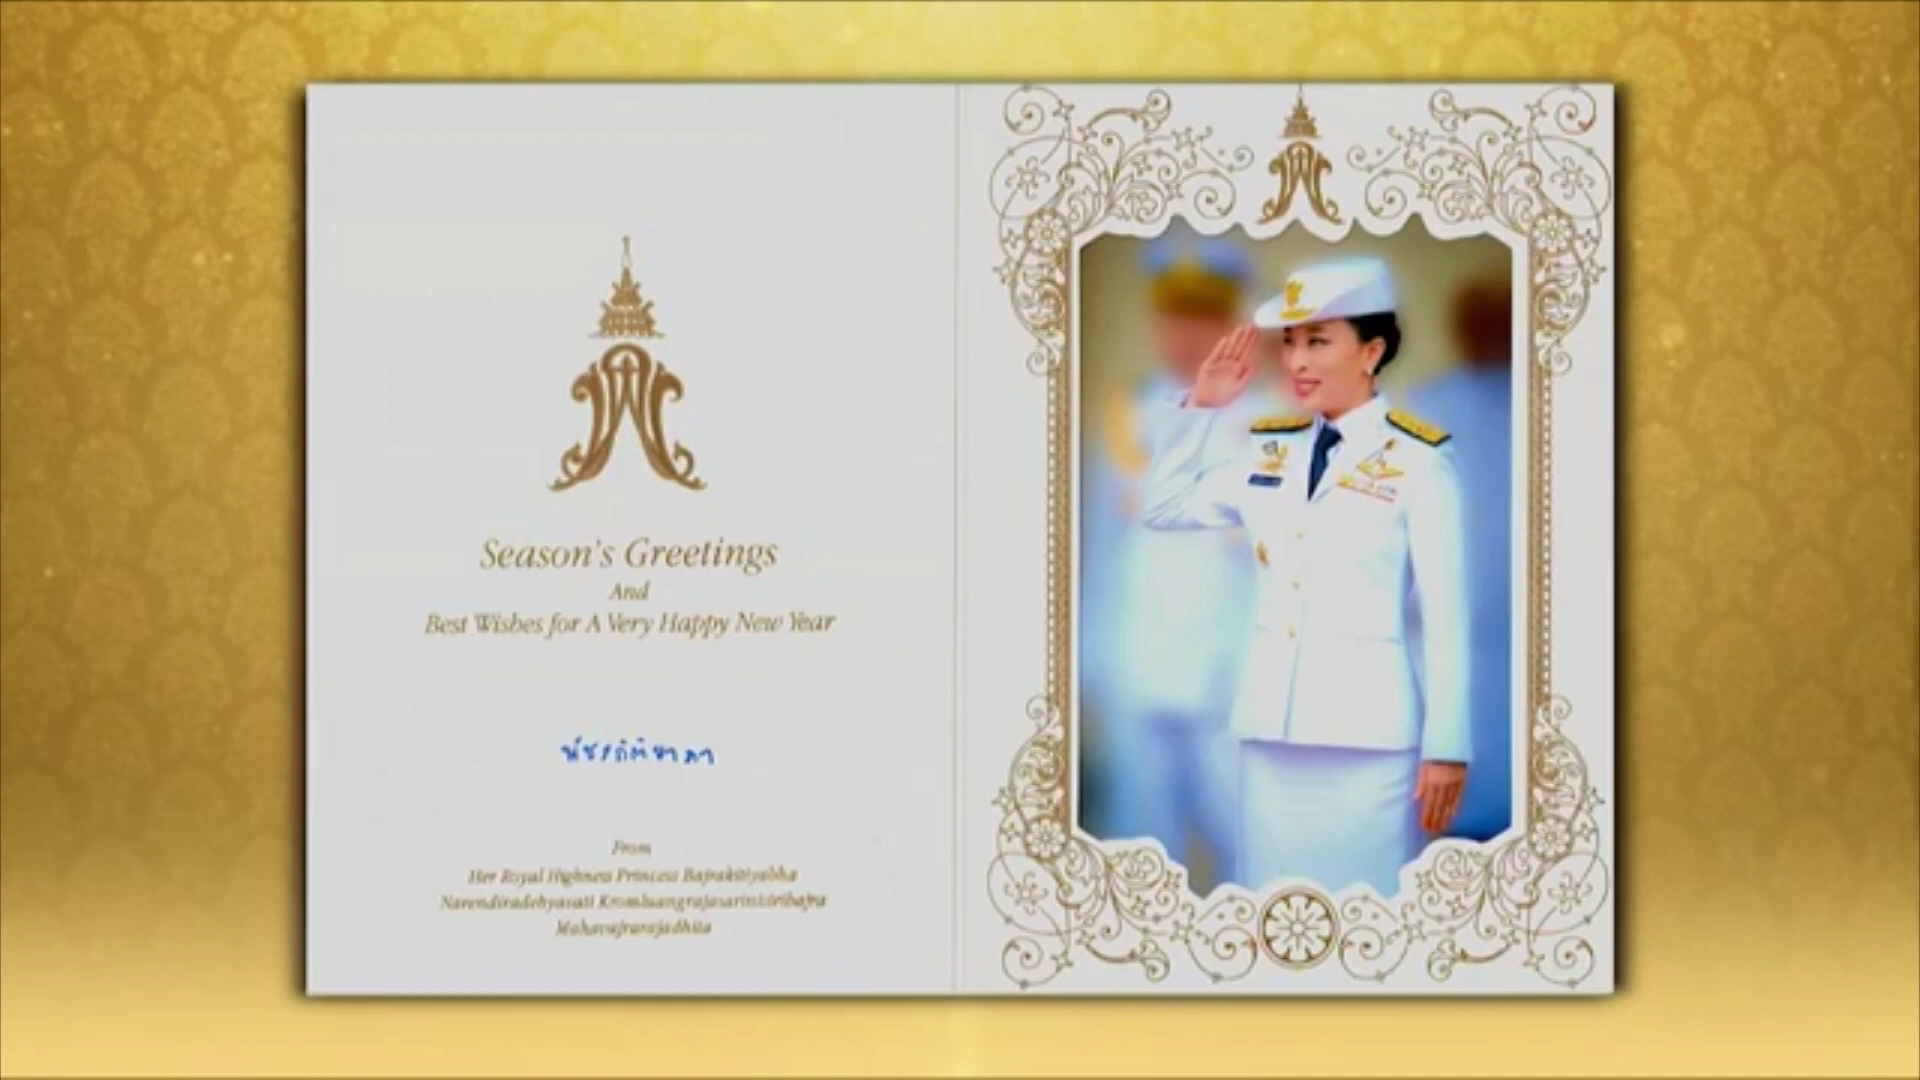 Season's Greetings
And
Best Wishes for A Very Happy New Year
พัชรกิติยาภา
From
Her Royal Highness Princess Bajrakitiyabha
Narendiradebyavati Kromluangrajasarinisiribajra
Mahavajrarajadhita